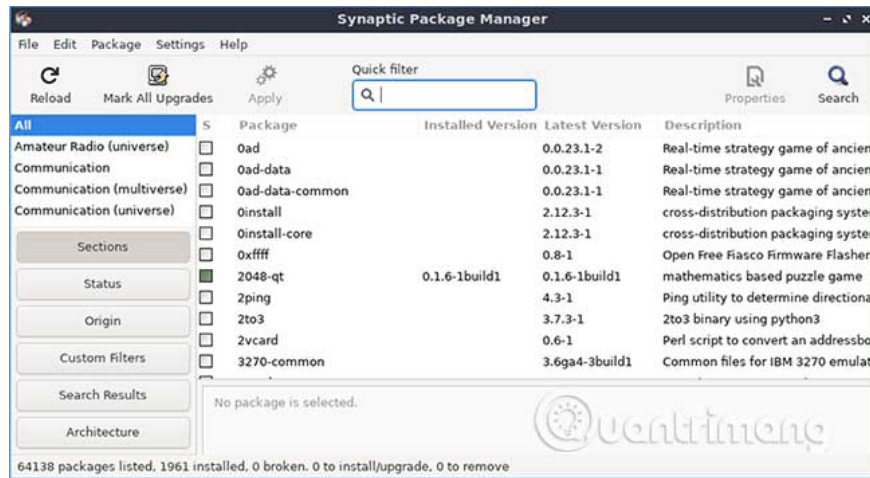 Synaptic Package Manager
File Edit Package Settings Help
Reload Mark All Upgrades Apply Quick filter Properties Search
All
Amateur Radio (universe)
Communication
Communication (multiverse)
Communication (universe)
Sections
Status
Origin
Custom Filters
Search Results
Architecture
S Package Installed Version Latest Version Description
0ad 0.0.23.1-2 Real-time strategy game of ancien
0ad-data 0.0.23.1-1 Real-time strategy game of ancien
0ad-data-common 0.0.23.1-1 Real-time strategy game of ancien
0install 2.12.3-1 cross-distribution packaging syste
0install-core 2.12.3-1 cross-distribution packaging syste
0xffff 0.8-1 Open Free Fiasco Firmware Flasher
2048-qt 0.1.6-1build1 0.1.6-1build1 mathematics based puzzle game
2ping 4.3-1 Ping utility to determine directiona
2to3 3.7.3-1 2to3 binary using python3
2vcard 0.6-1 Perl script to convert an addressbo
3270-common 3.6ga4-3build1 Common files for IBM 3270 emulat
No package is selected.
Quantrimang
64138 packages listed, 1961 installed, 0 broken. 0 to install/upgrade, 0 to remove